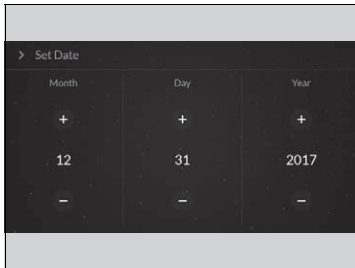 > Set Date
Month Day Year
+ + +
12 31 2017
− − −